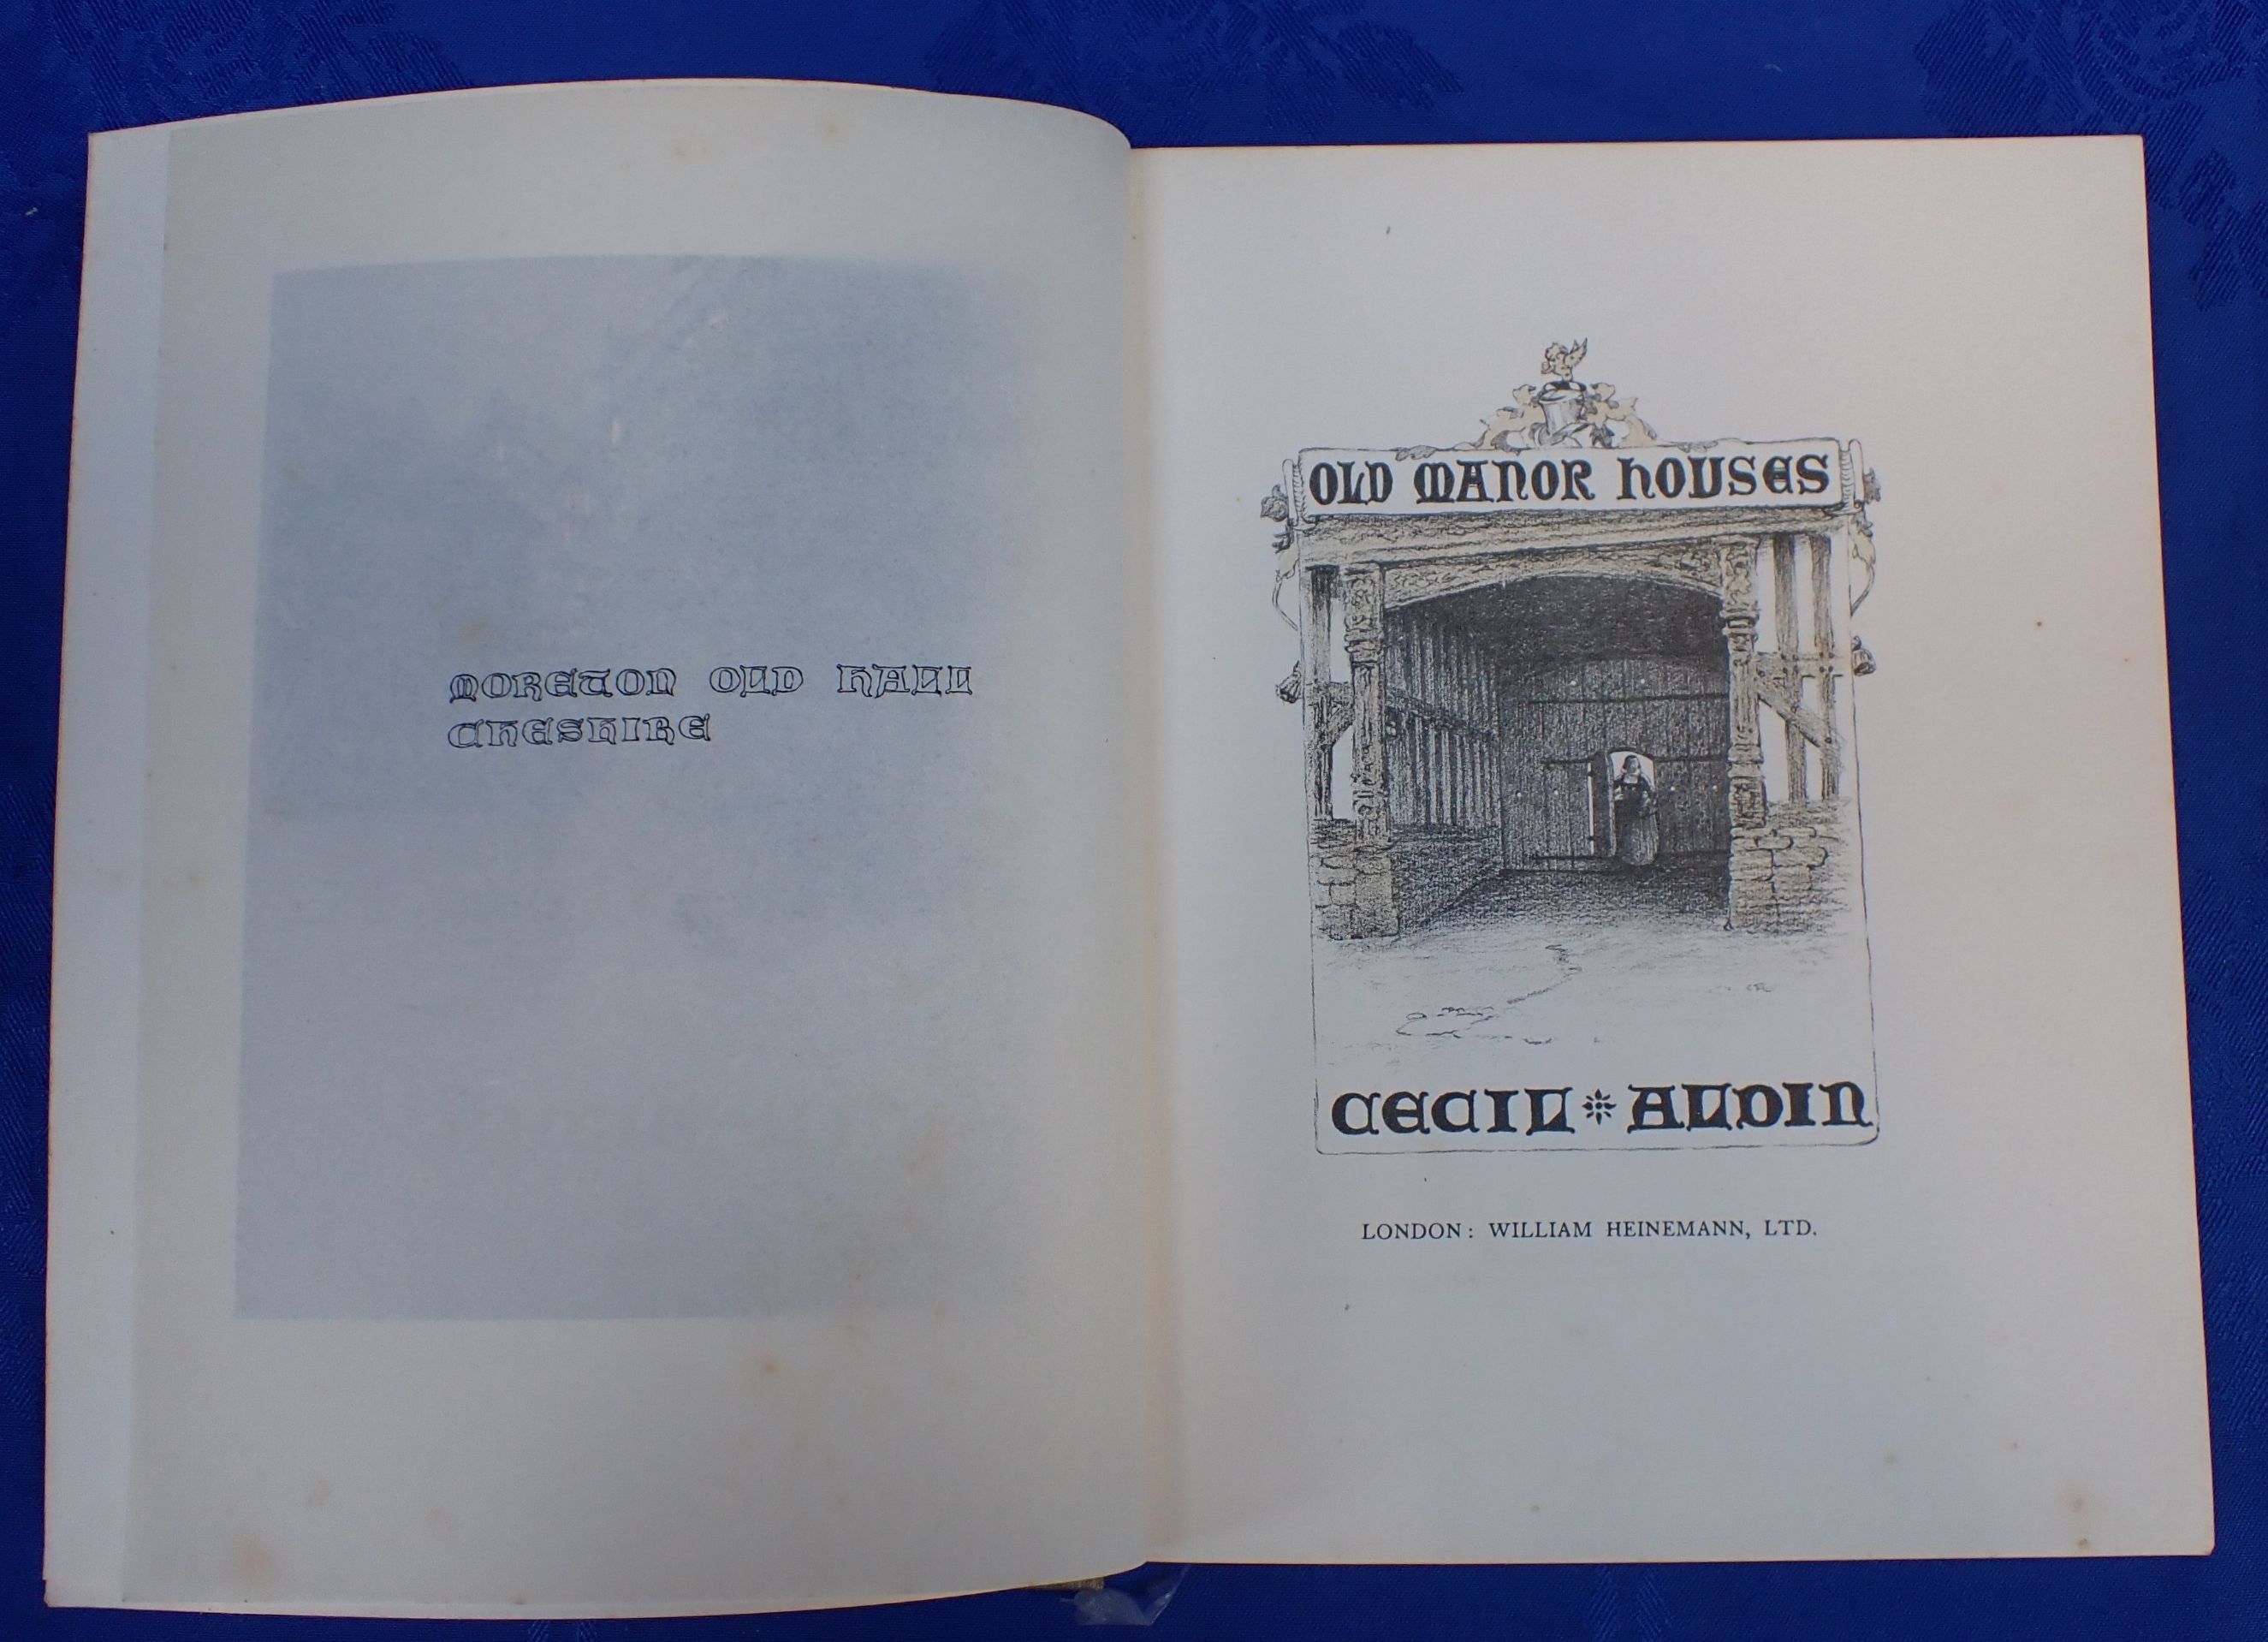 MORETON OLD HALL
CHESHIRE
OLD MANOR HOUSES
CECIL ALDIN
LONDON: WILLIAM HEINEMANN, LTD.